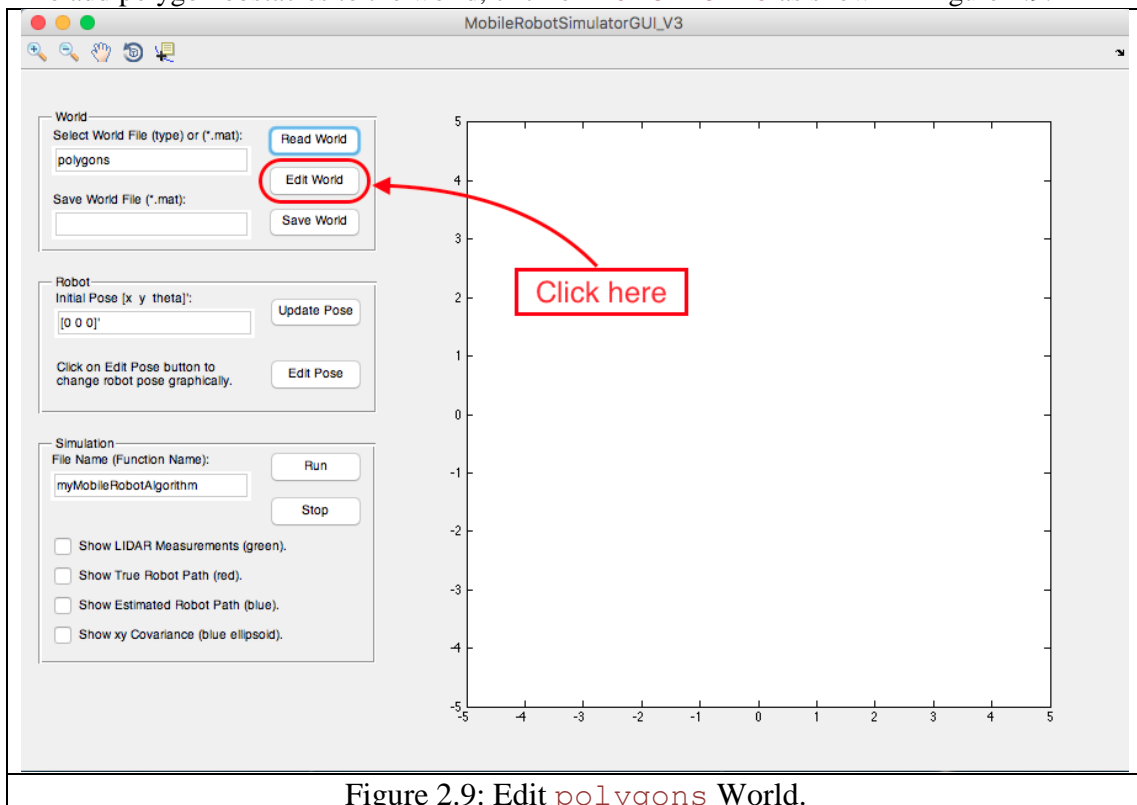 MobileRobotSimulatorGUI_V3
World
Select World File (type) or (*.mat):
Read World
polygons
Edit World
Save World File (*.mat):
Save World
Robot
Initial Pose [x y theta]':
Update Pose
[0 0 0]'
Click on Edit Pose button to
change robot pose graphically.
Edit Pose
Simulation
File Name (Function Name):
Run
myMobileRobotAlgorithm
Stop
Show LIDAR Measurements (green).
Show True Robot Path (red).
Show Estimated Robot Path (blue).
Show xy Covariance (blue ellipsoid).
Click here
5
4
3
2
1
0
-1
-2
-3
-4
-5
-5 -4 -3 -2 -1 0 1 2 3 4 5
Figure 2.9: Edit polygons World.